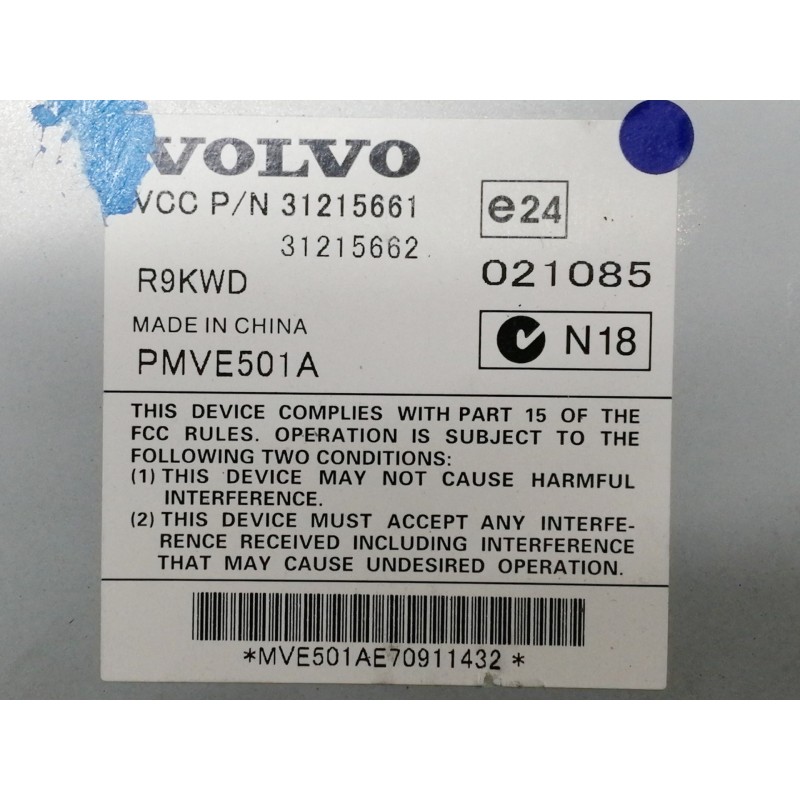 VOLVO
VCC P/N 31215661
31215662
e24
R9KWD
021085
MADE IN CHINA
N18
PMVE501A
THIS DEVICE COMPLIES WITH PART 15 OF THE
FCC RULES. OPERATION IS SUBJECT TO THE
FOLLOWING TWO CONDITIONS:
(1) THIS DEVICE MAY NOT CAUSE HARMFUL
INTERFERENCE.
(2) THIS DEVICE MUST ACCEPT ANY INTERFE-
RENCE RECEIVED INCLUDING INTERFERENCE
THAT MAY CAUSE UNDESIRED OPERATION.
*MVE501AE70911432*